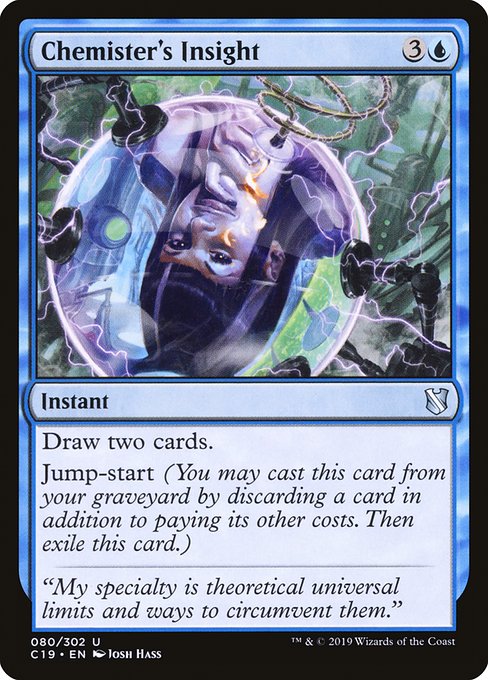 Chemister's Insight 3
Instant
Draw two cards.
Jump-start (You may cast this card from
your graveyard by discarding a card in
addition to paying its other costs. Then
exile this card.)
“My specialty is theoretical universal
limits and ways to circumvent them.”
080/302 U
C19 • EN Josh Hass
™ & © 2019 Wizards of the Coast